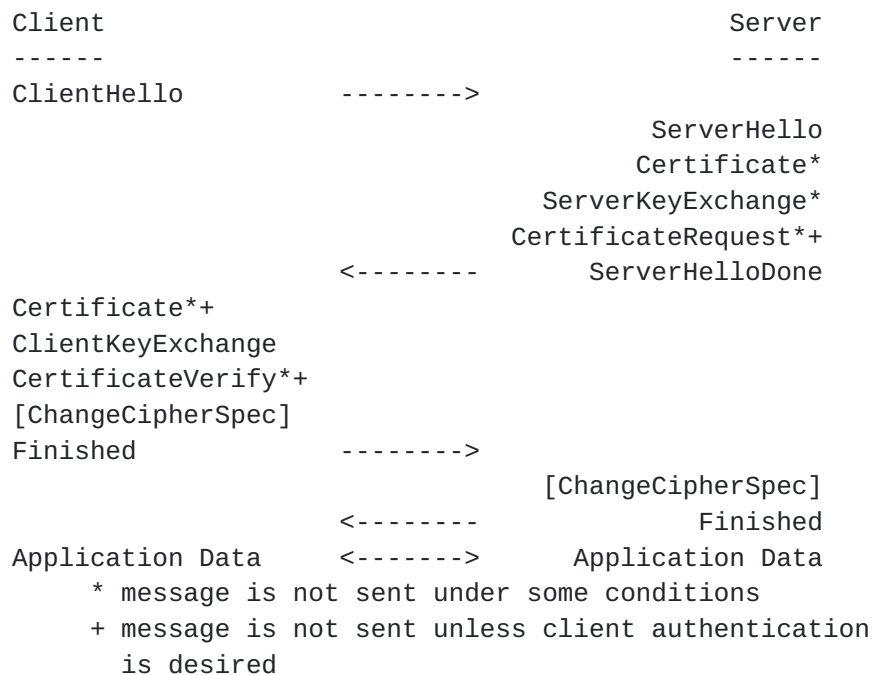 Client                                        Server
------                                        ------
ClientHello          -------->
                                         ServerHello
                                        Certificate*
                                  ServerKeyExchange*
                                CertificateRequest*+
                     <--------       ServerHelloDone
Certificate*+
ClientKeyExchange
CertificateVerify*+
[ChangeCipherSpec]
Finished             -------->
                                  [ChangeCipherSpec]
                     <--------              Finished
Application Data     <------->      Application Data
     * message is not sent under some conditions
     + message is not sent unless client authentication
       is desired